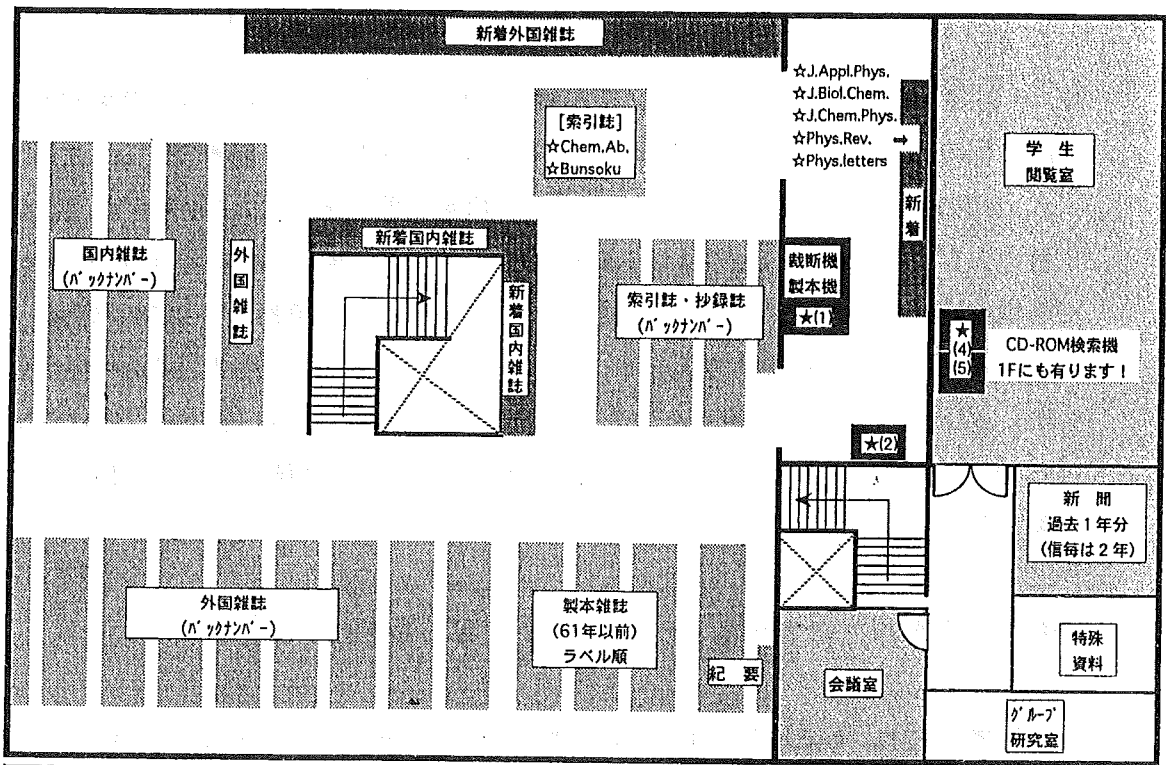 新着外国雑誌
☆J.Appl.Phys.
☆J.Biol.Chem.
☆J.Chem.Phys.
☆Phys.Rev. ⇒
☆Phys.letters
新着
学 生
閲覧室
[索引誌]
☆Chem.Ab.
☆Bunsoku
国内雑誌
(バックナンバー)
外国雑誌
新着国内雑誌
新着国内雑誌
索引誌・抄録誌
(バックナンバー)
裁断機
製本機
★(1)
★
(4)
(5)
CD-ROM検索機
1Fにも有ります!
★(2)
新 聞
過去1年分
(信毎は2年)
外国雑誌
(バックナンバー)
製本雑誌
(61年以前)
ラベル順
紀 要
会議室
特殊
資料
グループ
研究室